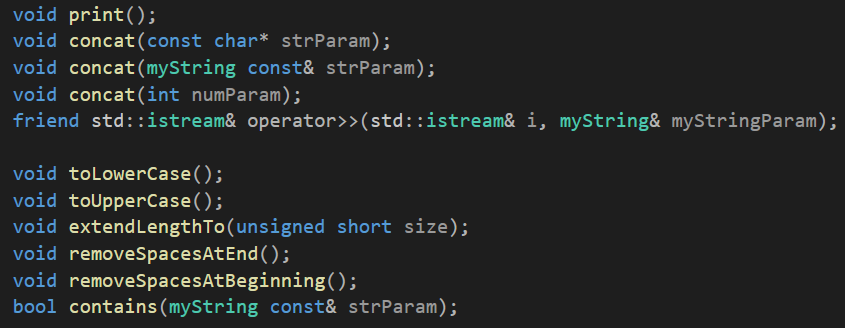 void print();
void concat(const char* strParam);
void concat(myString const& strParam);
void concat(int numParam);
friend std::istream& operator>>(std::istream& i, myString& myStringParam);
void toLowerCase();
void toUpperCase();
void extendLengthTo(unsigned short size);
void removeSpacesAtEnd();
void removeSpacesAtBeginning();
bool contains(myString const& strParam);